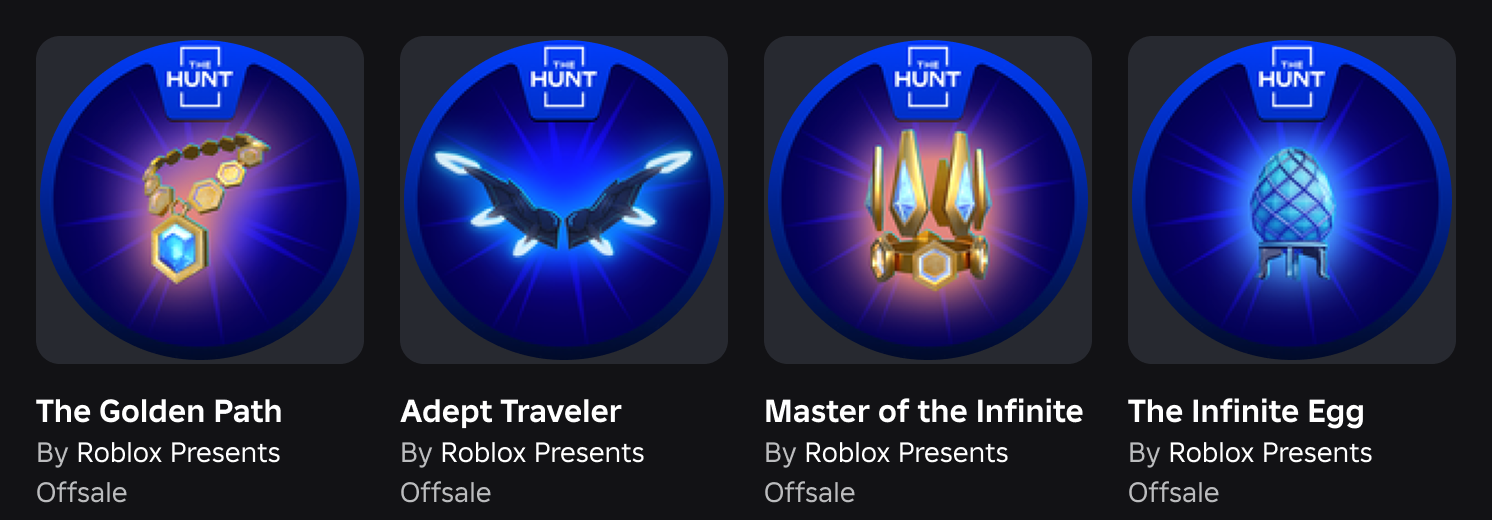 THE
HUNT
THE
HUNT
THE
HUNT
THE
HUNT
The Golden Path
By Roblox Presents
Offsale
Adept Traveler
By Roblox Presents
Offsale
Master of the Infinite
By Roblox Presents
Offsale
The Infinite Egg
By Roblox Presents
Offsale